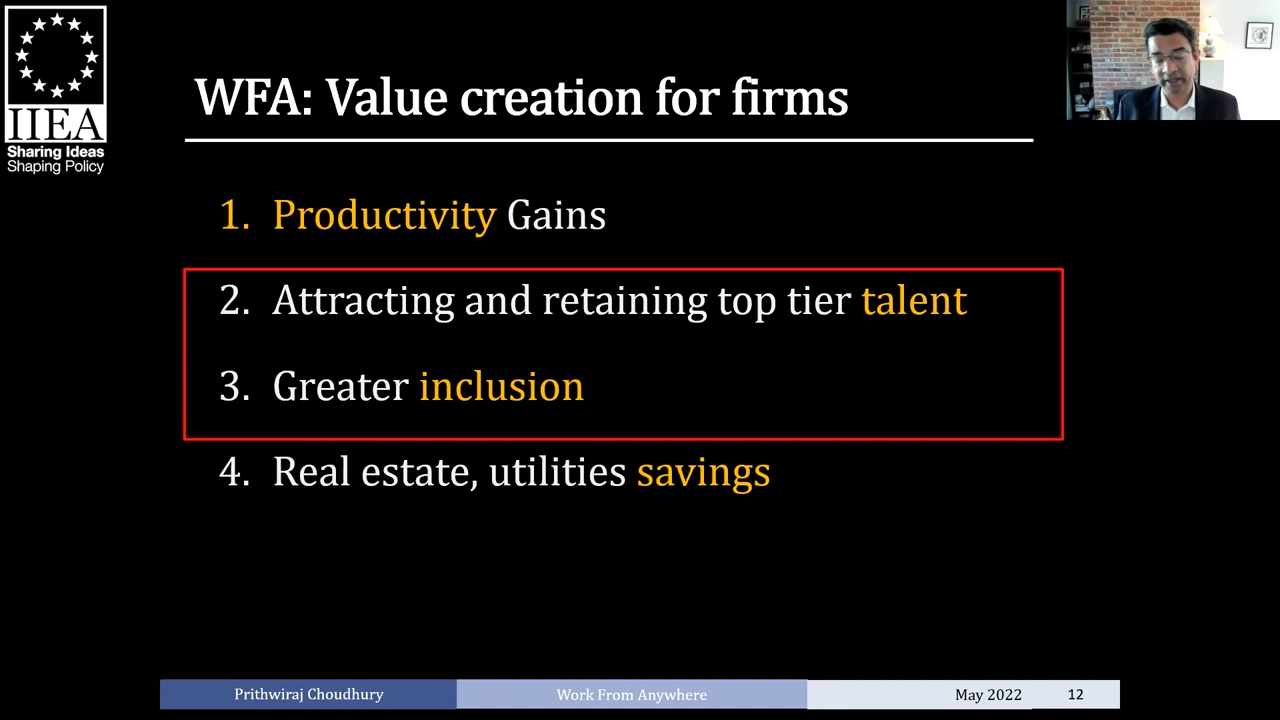 IIEA
Sharing Ideas
Shaping Policy
WFA: Value creation for firms
1. Productivity Gains
2. Attracting and retaining top tier talent
3. Greater inclusion
4. Real estate, utilities savings
Prithwiraj Choudhury
Work From Anywhere
May 2022
12